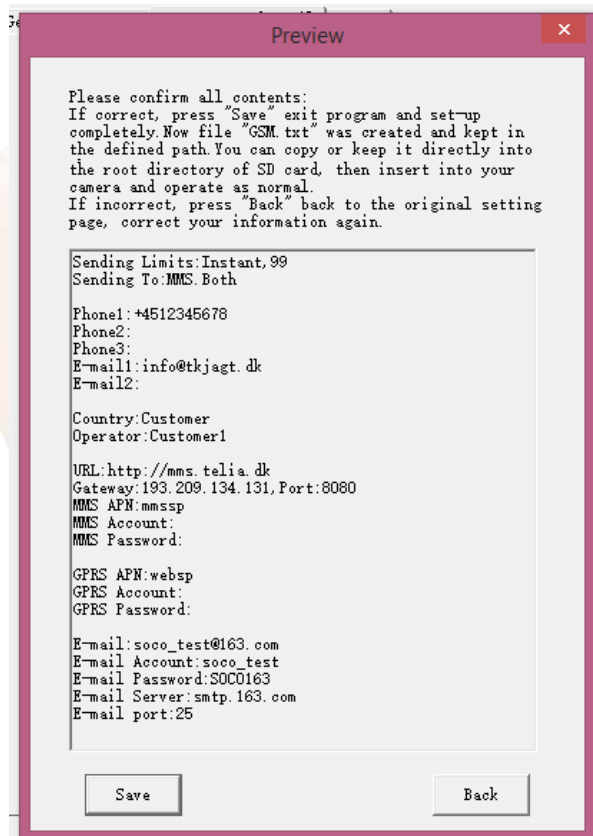 Preview
Please confirm all contents:
If correct, press "Save" exit program and set-up
completely.Now file "GSM.txt" was created and kept in
the defined path.You can copy or keep it directly into
the root directory of SD card, then insert into your
camera and operate as normal.
If incorrect, press "Back" back to the original setting
page, correct your information again.
Sending Limits:Instant,99
Sending To:MMS.Both
Phone1:+4512345678
Phone2:
Phone3:
E-mail1:info@tkjagt.dk
E-mail2:
Country:Customer
Operator:Customer1
URL:http://mms.telia.dk
Gateway:193.209.134.131,Port:8080
MMS APN:mmssp
MMS Account:
MMS Password:
GPRS APN:websp
GPRS Account:
GPRS Password:
E-mail:soco_test@163.com
E-mail Account:soco_test
E-mail Password:SOCO163
E-mail Server:smtp.163.com
E-mail port:25
Save
Back